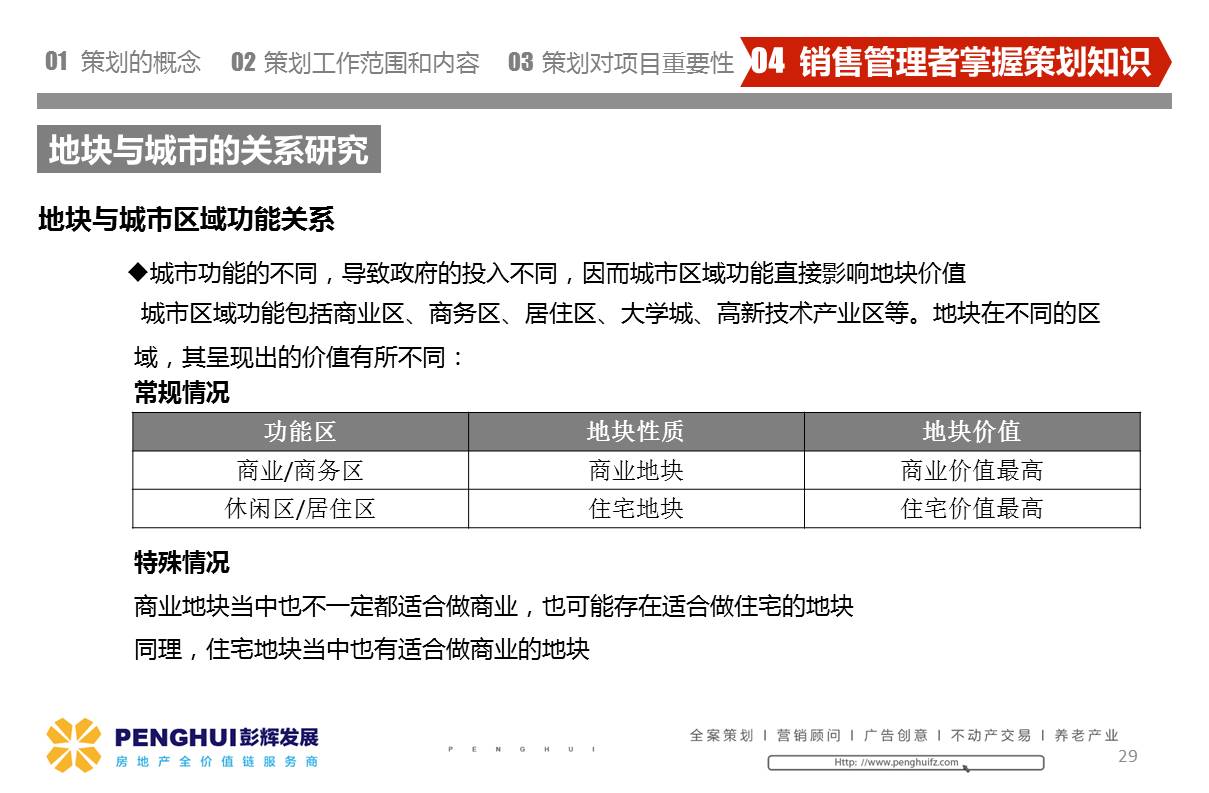 01 策划的概念 02 策划工作范围和内容 03 策划对项目重要性 04 销售管理者掌握策划知识
地块与城市的关系研究
地块与城市区域功能关系
◆城市功能的不同，导致政府的投入不同，因而城市区域功能直接影响地块价值
城市区域功能包括商业区、商务区、居住区、大学城、高新技术产业区等。地块在不同的区
域，其呈现出的价值有所不同：
常规情况
功能区 地块性质 地块价值
商业/商务区 商业地块 商业价值最高
休闲区/居住区 住宅地块 住宅价值最高
特殊情况
商业地块当中也不一定都适合做商业，也可能存在适合做住宅的地块
同理，住宅地块当中也有适合做商业的地块
PENGHUI彭辉发展
房地产全价值链服务商
PENGHUI
全案策划 I 营销顾问 I 广告创意 I 不动产交易 I 养老产业
Http: //www.penghuifz.com
29